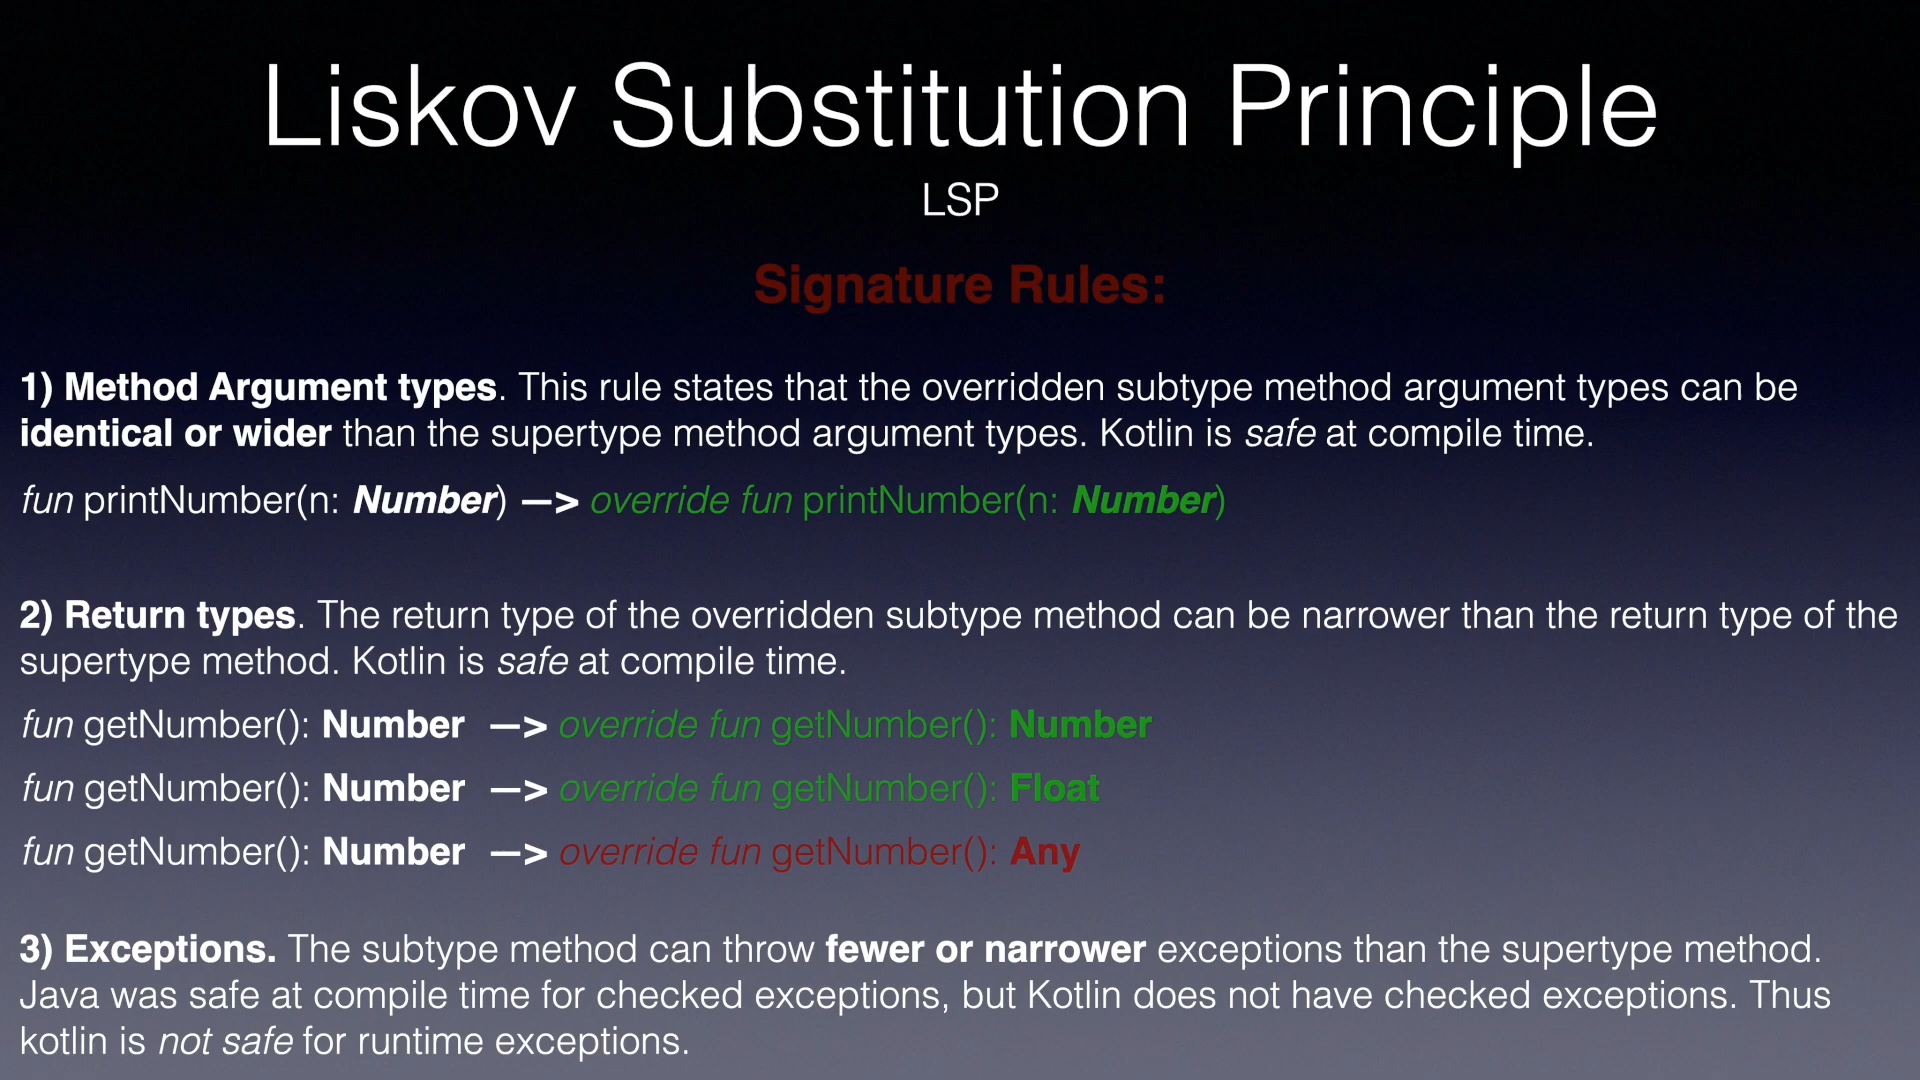 Liskov Substitution Principle
LSP
Signature Rules:
1) Method Argument types. This rule states that the overridden subtype method argument types can be
identical or wider than the supertype method argument types. Kotlin is safe at compile time.
fun printNumber(n: Number) —> override fun printNumber(n: Number)
2) Return types. The return type of the overridden subtype method can be narrower than the return type of the
supertype method. Kotlin is safe at compile time.
fun getNumber(): Number —> override fun getNumber(): Number
fun getNumber(): Number —> override fun getNumber(): Float
fun getNumber(): Number —> override fun getNumber(): Any
3) Exceptions. The subtype method can throw fewer or narrower exceptions than the supertype method.
Java was safe at compile time for checked exceptions, but Kotlin does not have checked exceptions. Thus
kotlin is not safe for runtime exceptions.